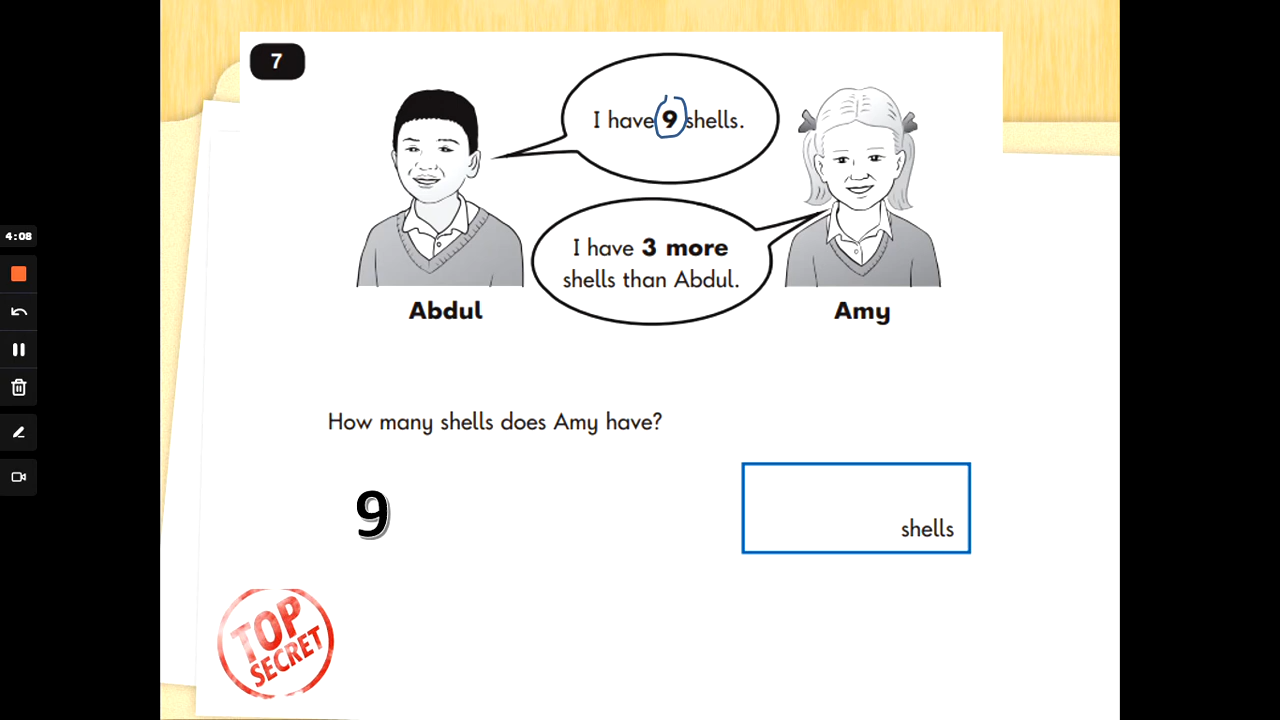 7
I have 9 shells.
I have 3 more
shells than Abdul.
Abdul
Amy
How many shells does Amy have?
9
shells
TOP
SECRET
4:08